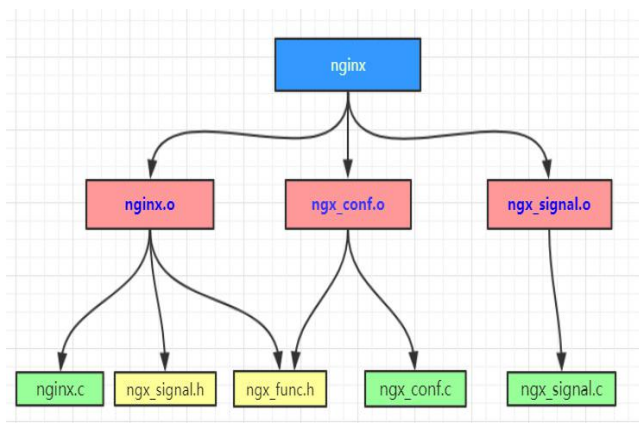 nginx
nginx.o
ngx_conf.o
ngx_signal.o
nginx.c
ngx_signal.h
ngx_func.h
ngx_conf.c
ngx_signal.c